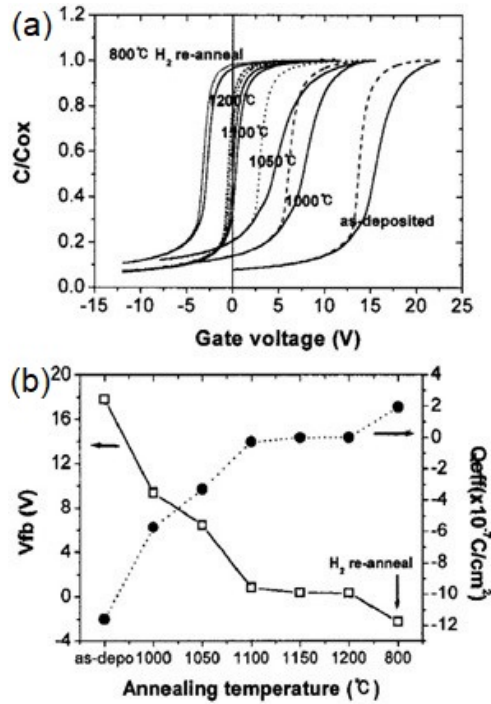 (a)
1.0
0.8
0.6
0.4
0.2
0.0
C/Cox
800℃ H₂ re-anneal
1200℃
1100℃
1050℃
1000℃
as-deposited
-15 -10 -5 0 5 10 15 20 25
Gate voltage (V)
(b)
20
16
12
8
4
0
-4
Vfb (V)
4
2
0
-2
-4
-6
-8
-10
-12
Qeff(x10⁻⁷C/cm²)
H₂ re-anneal
as-depo 1000 1050 1100 1150 1200 800
Annealing temperature (℃)